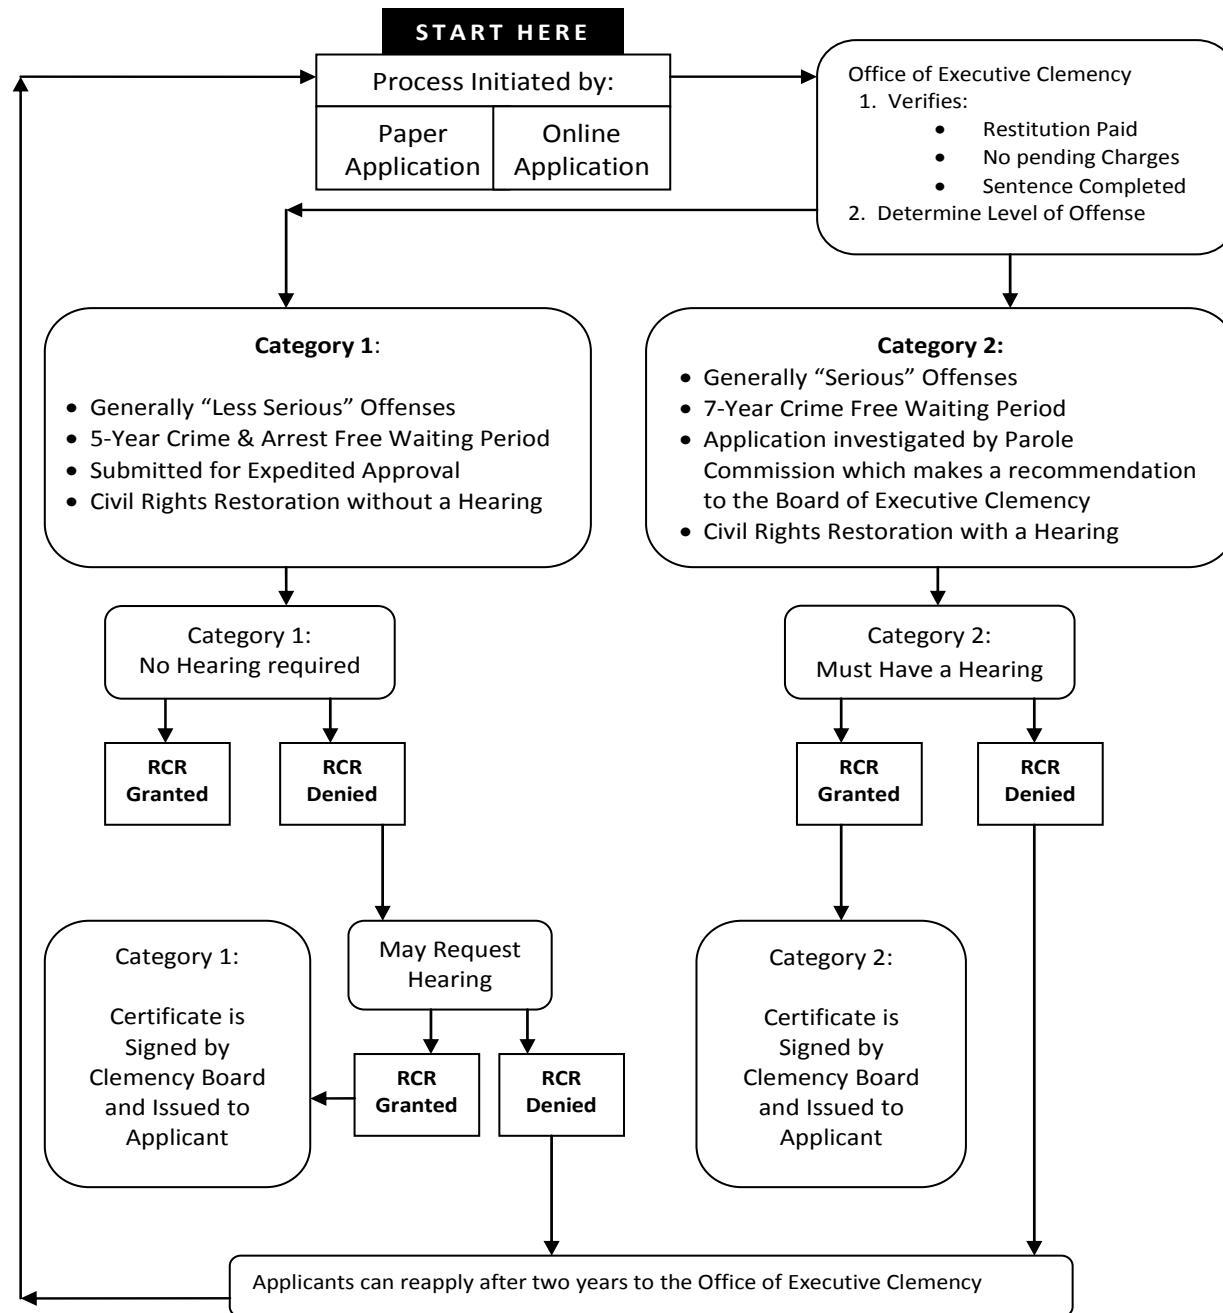 START HERE
Process Initiated by:
Paper
Application
Online
Application
Office of Executive Clemency
1. Verifies:
• Restitution Paid
• No pending Charges
• Sentence Completed
2. Determine Level of Offense
Category 1:
• Generally “Less Serious” Offenses
• 5-Year Crime & Arrest Free Waiting Period
• Submitted for Expedited Approval
• Civil Rights Restoration without a Hearing
Category 2:
• Generally “Serious” Offenses
• 7-Year Crime Free Waiting Period
• Application investigated by Parole
Commission which makes a recommendation
to the Board of Executive Clemency
• Civil Rights Restoration with a Hearing
Category 1:
No Hearing required
Category 2:
Must Have a Hearing
RCR
Granted
RCR
Denied
RCR
Granted
RCR
Denied
Category 1:
Certificate is
Signed by
Clemency Board
and Issued to
Applicant
May Request
Hearing
RCR
Granted
RCR
Denied
Category 2:
Certificate is
Signed by
Clemency Board
and Issued to
Applicant
Applicants can reapply after two years to the Office of Executive Clemency